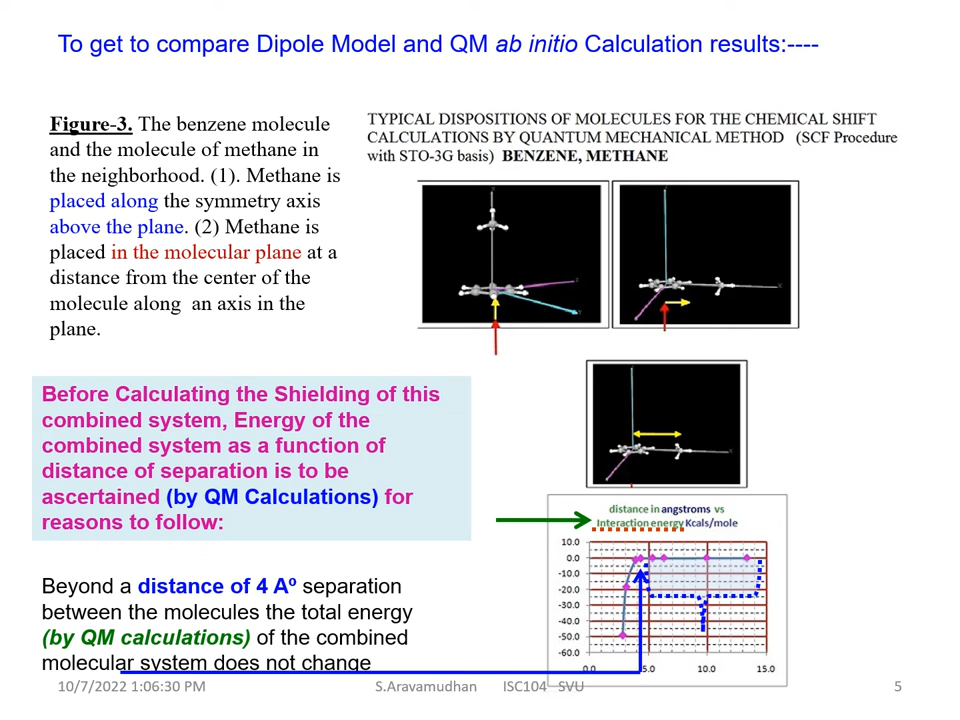 To get to compare Dipole Model and QM ab initio Calculation results:----
Figure-3. The benzene molecule
and the molecule of methane in
the neighborhood. (1). Methane is
placed along the symmetry axis
above the plane. (2) Methane is
placed in the molecular plane at a
distance from the center of the
molecule along an axis in the
plane.
TYPICAL DISPOSITIONS OF MOLECULES FOR THE CHEMICAL SHIFT
CALCULATIONS BY QUANTUM MECHANICAL METHOD (SCF Procedure
with STO-3G basis) BENZENE, METHANE
Before Calculating the Shielding of this
combined system, Energy of the
combined system as a function of
distance of separation is to be
ascertained (by QM Calculations) for
reasons to follow:
Beyond a distance of 4 Aº separation
between the molecules the total energy
(by QM calculations) of the combined
molecular system does not change
distance in angstroms vs
Interaction energy Kcals/mole
10.0
0.0
-10.0
-20.0
-30.0
-40.0
-50.0
-60.0
0.0 5.0 10.0 15.0
10/7/2022 1:06:30 PM S.Aravamudhan ISC104 SVU 5